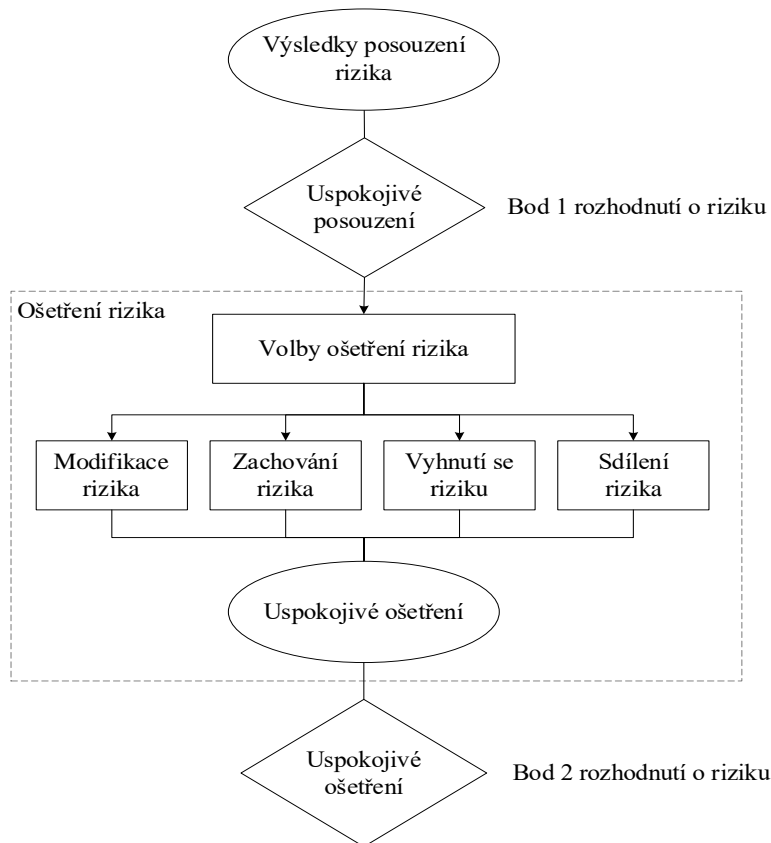 Výsledky posouzení
rizika
Uspokojivé
posouzení
Bod 1 rozhodnutí o riziku
Ošetření rizika
Volby ošetření rizika
Modifikace
rizika
Zachování
rizika
Vyhnutí se
riziku
Sdílení
rizika
Uspokojivé ošetření
Uspokojivé
ošetření
Bod 2 rozhodnutí o riziku